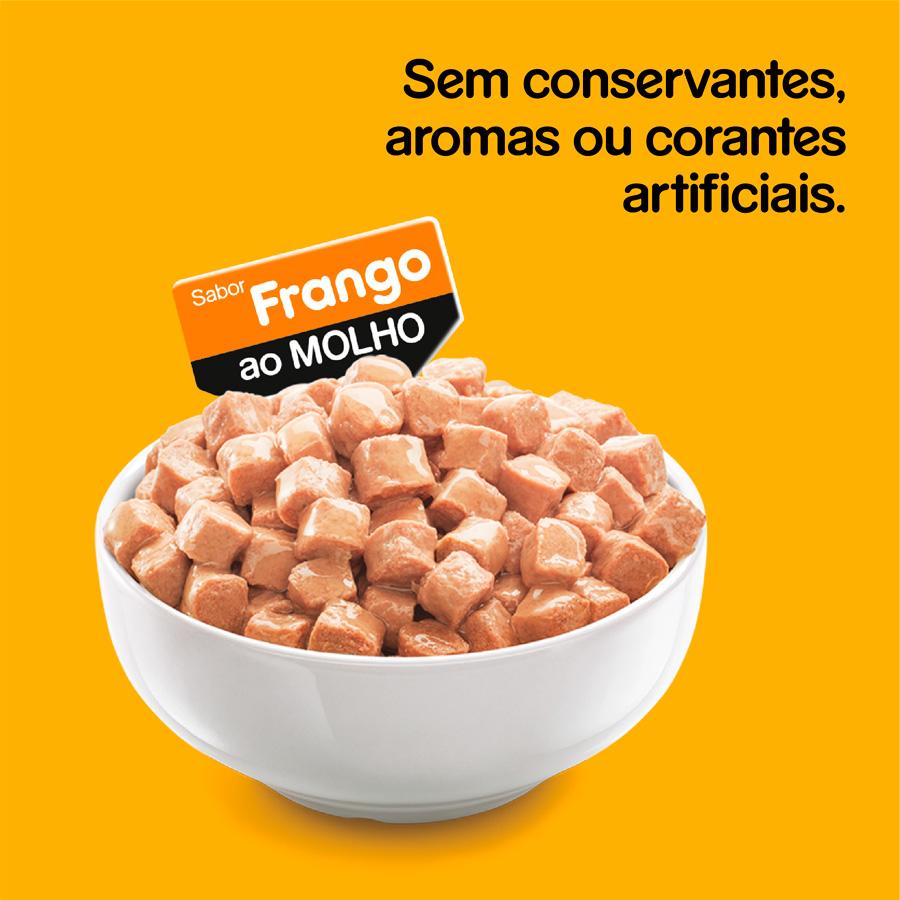 Sem conservantes,
aromas ou corantes
artificiais.
Sabor Frango
ao MOLHO